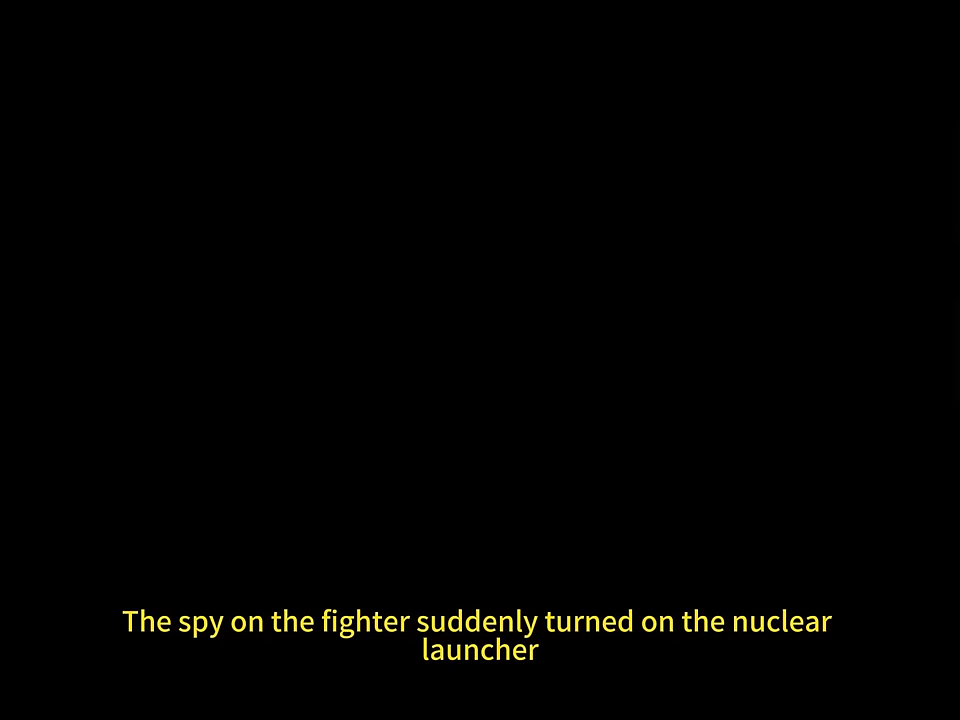 The spy on the fighter suddenly turned on the nuclear
launcher